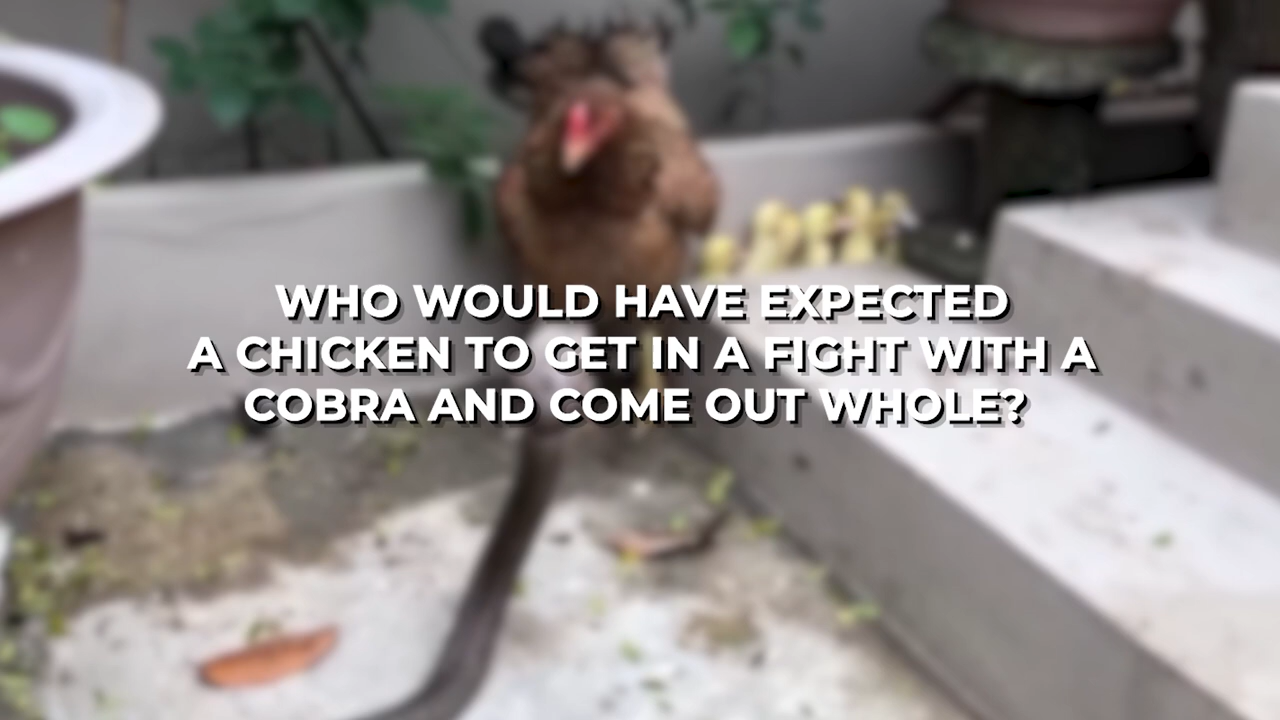 WHO WOULD HAVE EXPECTED
A CHICKEN TO GET IN A FIGHT WITH A
COBRA AND COME OUT WHOLE?